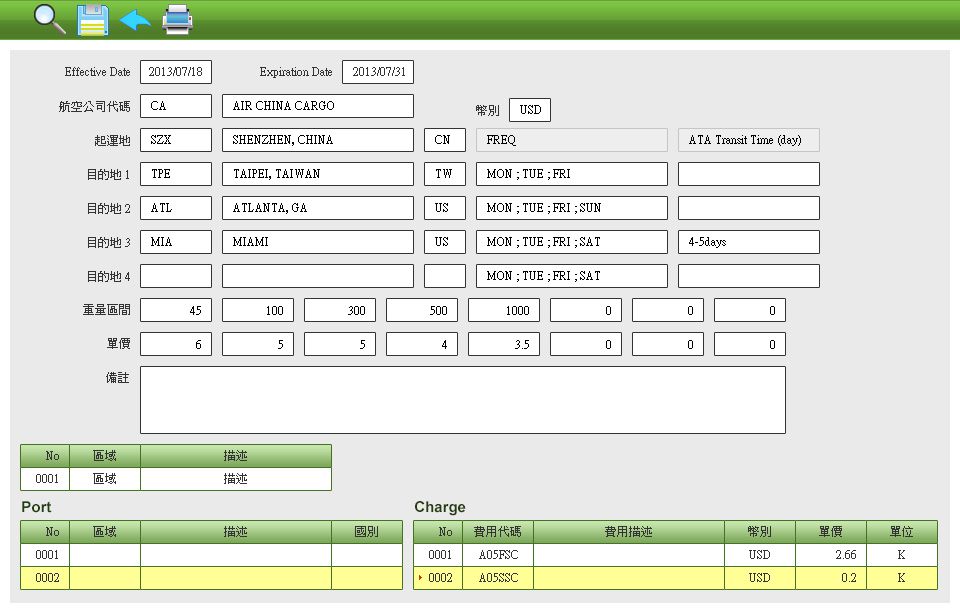 Effective Date 2013/07/18 Expiration Date 2013/07/31
航空公司代碼 CA AIR CHINA CARGO 幣別 USD
起運地 SZX SHENZHEN, CHINA CN FREQ ATA Transit Time (day)
目的地 1 TPE TAIPEI, TAIWAN TW MON ; TUE ; FRI
目的地 2 ATL ATLANTA, GA US MON ; TUE ; FRI ; SUN
目的地 3 MIA MIAMI US MON ; TUE ; FRI ; SAT 4-5days
目的地 4 MON ; TUE ; FRI ; SAT
重量區間 45 100 300 500 1000 0 0 0
單價 6 5 5 4 3.5 0 0 0
備註
No 區域 描述
0001 區域 描述
Port
No 區域 描述 國別
0001
0002
Charge
No 費用代碼 費用描述 幣別 單價 單位
0001 A05FSC USD 2.66 K
0002 A05SSC USD 0.2 K